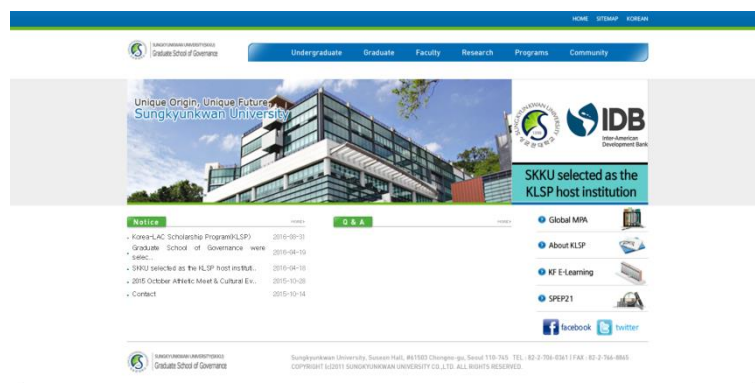 HOME SITEMAP KOREAN
SUNGKYUNKWAN UNIVERSITY(SKKU)
Graduate School of Governance
Undergraduate Graduate Faculty Research Programs Community
Unique Origin, Unique Future,
Sungkyunkwan University
IDB
Inter-American
Development Bank
SKKU selected as the
KLSP host institution
Notice
Q & A
Korea-LAC Scholarship Program(KLSP) 2016-08-31
Graduate School of Governance were
selec... 2016-04-19
SKKU selected as the KLSP host instituti.. 2016-04-18
2015 October Athletic Meet & Cultural Ev.. 2015-10-28
Contact 2015-10-14
Global MPA
About KLSP
KF E-Learning
SPEP21
facebook twitter
SUNGKYUNKWAN UNIVERSITY(SKKU)
Graduate School of Governance
Sungkyunkwan University, Suseon Hall, #61503 Chongno-gu, Seoul 110-745 TEL : 82-2-706-0361 | FAX : 82-2-766-8865
COPYRIGHT (c)2011 SUNGKYUNKWAN UNIVERSITY CO.,LTD. ALL RIGHTS RESERVED.